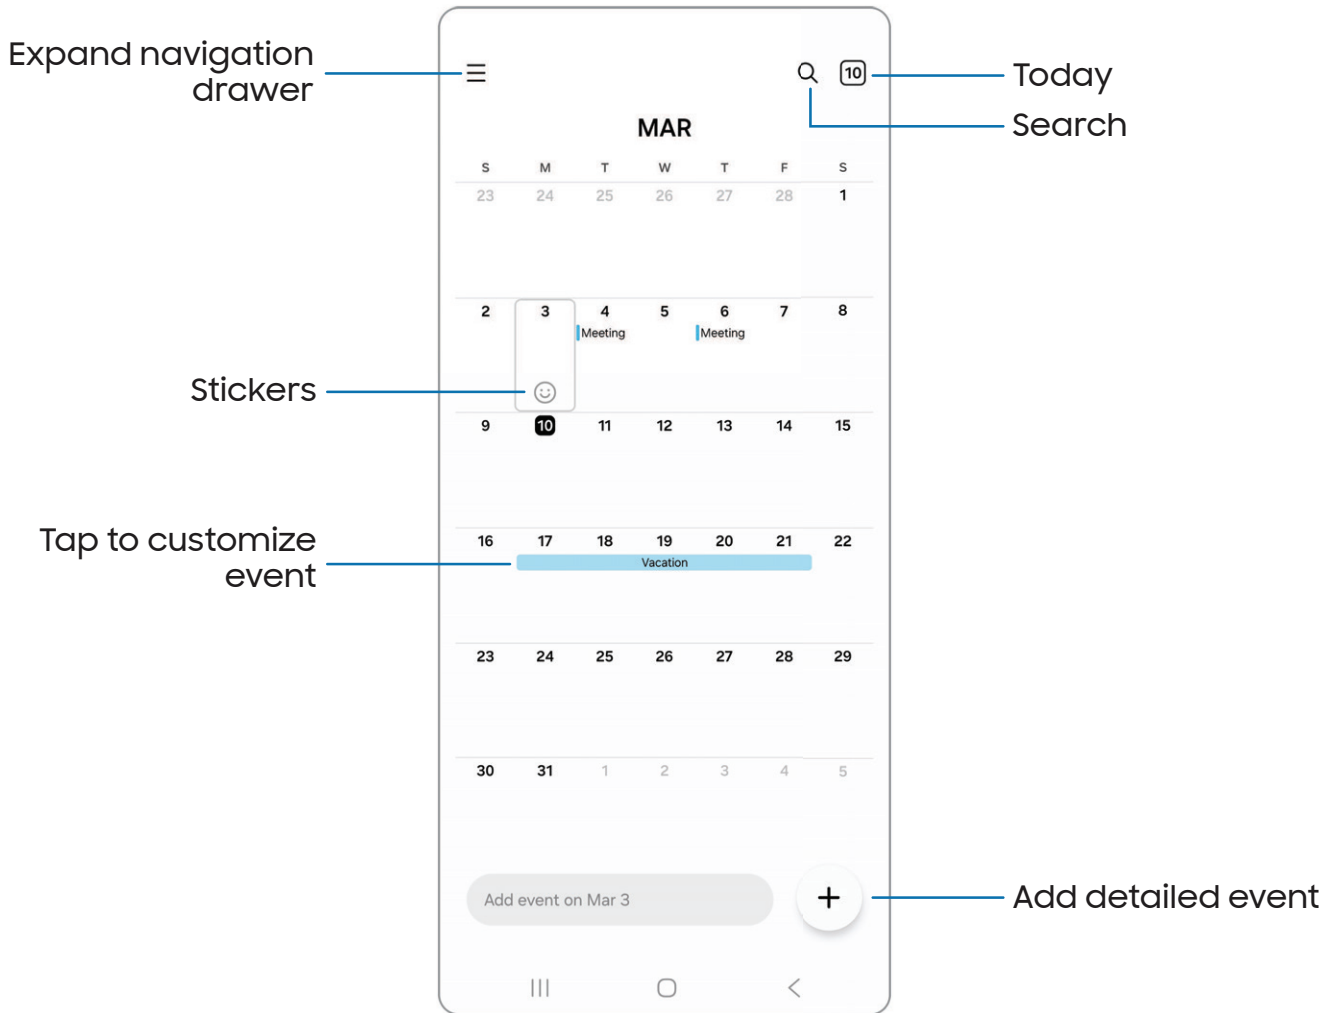 Expand navigation
drawer
10
Today
Search
MAR
S M T W T F S
23 24 25 26 27 28 1
2 3 4 5 6 7 8
Meeting Meeting
Stickers
9 10 11 12 13 14 15
Tap to customize
event
16 17 18 19 20 21 22
Vacation
23 24 25 26 27 28 29
30 31 1 2 3 4 5
Add event on Mar 3
Add detailed event